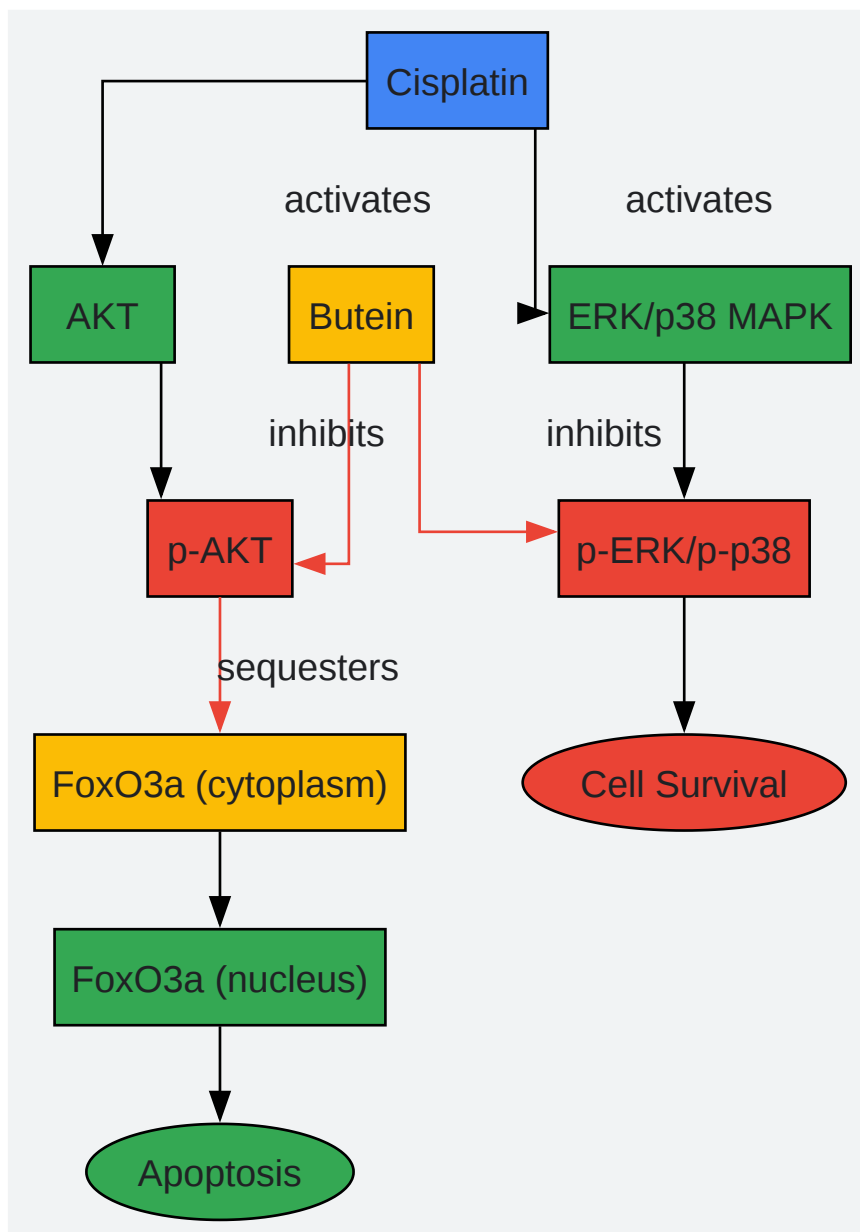 Cisplatin
activates
activates
AKT
Butein
ERK/p38 MAPK
inhibits
inhibits
p-AKT
p-ERK/p-p38
sequesters
FoxO3a (cytoplasm)
Cell Survival
FoxO3a (nucleus)
Apoptosis